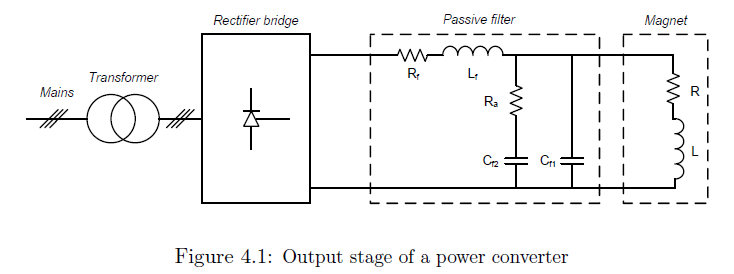 Rectifier bridge
Passive filter
Magnet
Transformer
Mains
Rf
Lf
Ra
Cf2
Cf1
R
L
Figure 4.1: Output stage of a power converter